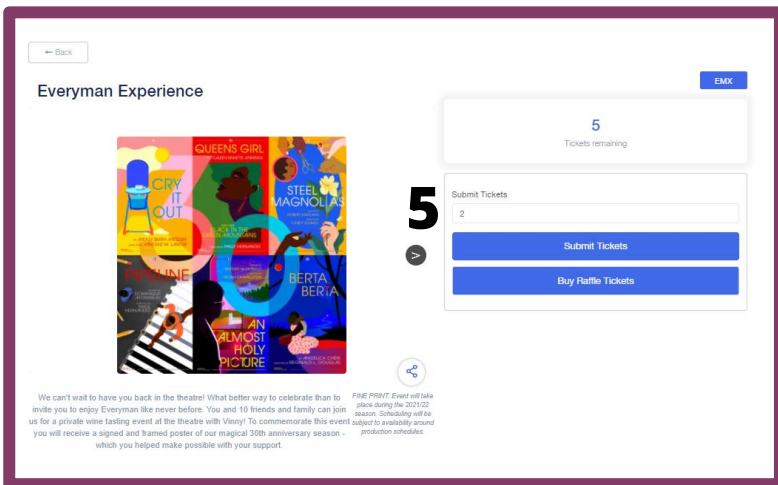 ← Back
Everyman Experience
EMX
5
Tickets remaining
5
Submit Tickets
2
Submit Tickets
Buy Raffle Tickets
>
CRY
IT
OUT
QUEENS GIRL
BLACK IN THE
GREEN MOUNTAINS
STEEL
MAGNOLIAS
PIPELINE
BERTA
BERTA
AN
ALMOST
HOLY
PICTURE
We can't wait to have you back in the theatre! What better way to celebrate than to
invite you to enjoy Everyman like never before. You and 10 friends and family can join
us for a private wine tasting event at the theatre with Vinny! To commemorate this event
you will receive a signed and framed poster of our magical 30th anniversary season -
which you helped make possible with your support.
FINE PRINT: Event will take
place during the 2021/22
season. Scheduling will be
subject to availability around
production schedules.